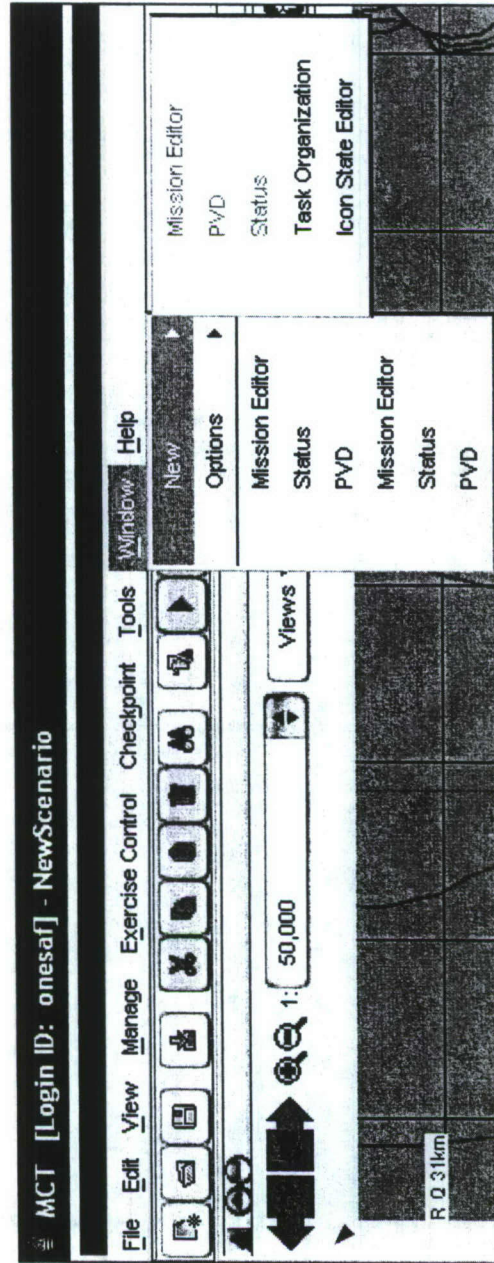 MCT [Login ID: onesaf] - NewScenario
File Edit View Manage Exercise Control Checkpoint Tools Window Help
New
Options
Mission Editor
Status
PVD
Mission Editor
Status
PVD
Mission Editor
PVD
Status
Task Organization
Icon State Editor
1: 50,000
Views
R Q 31km